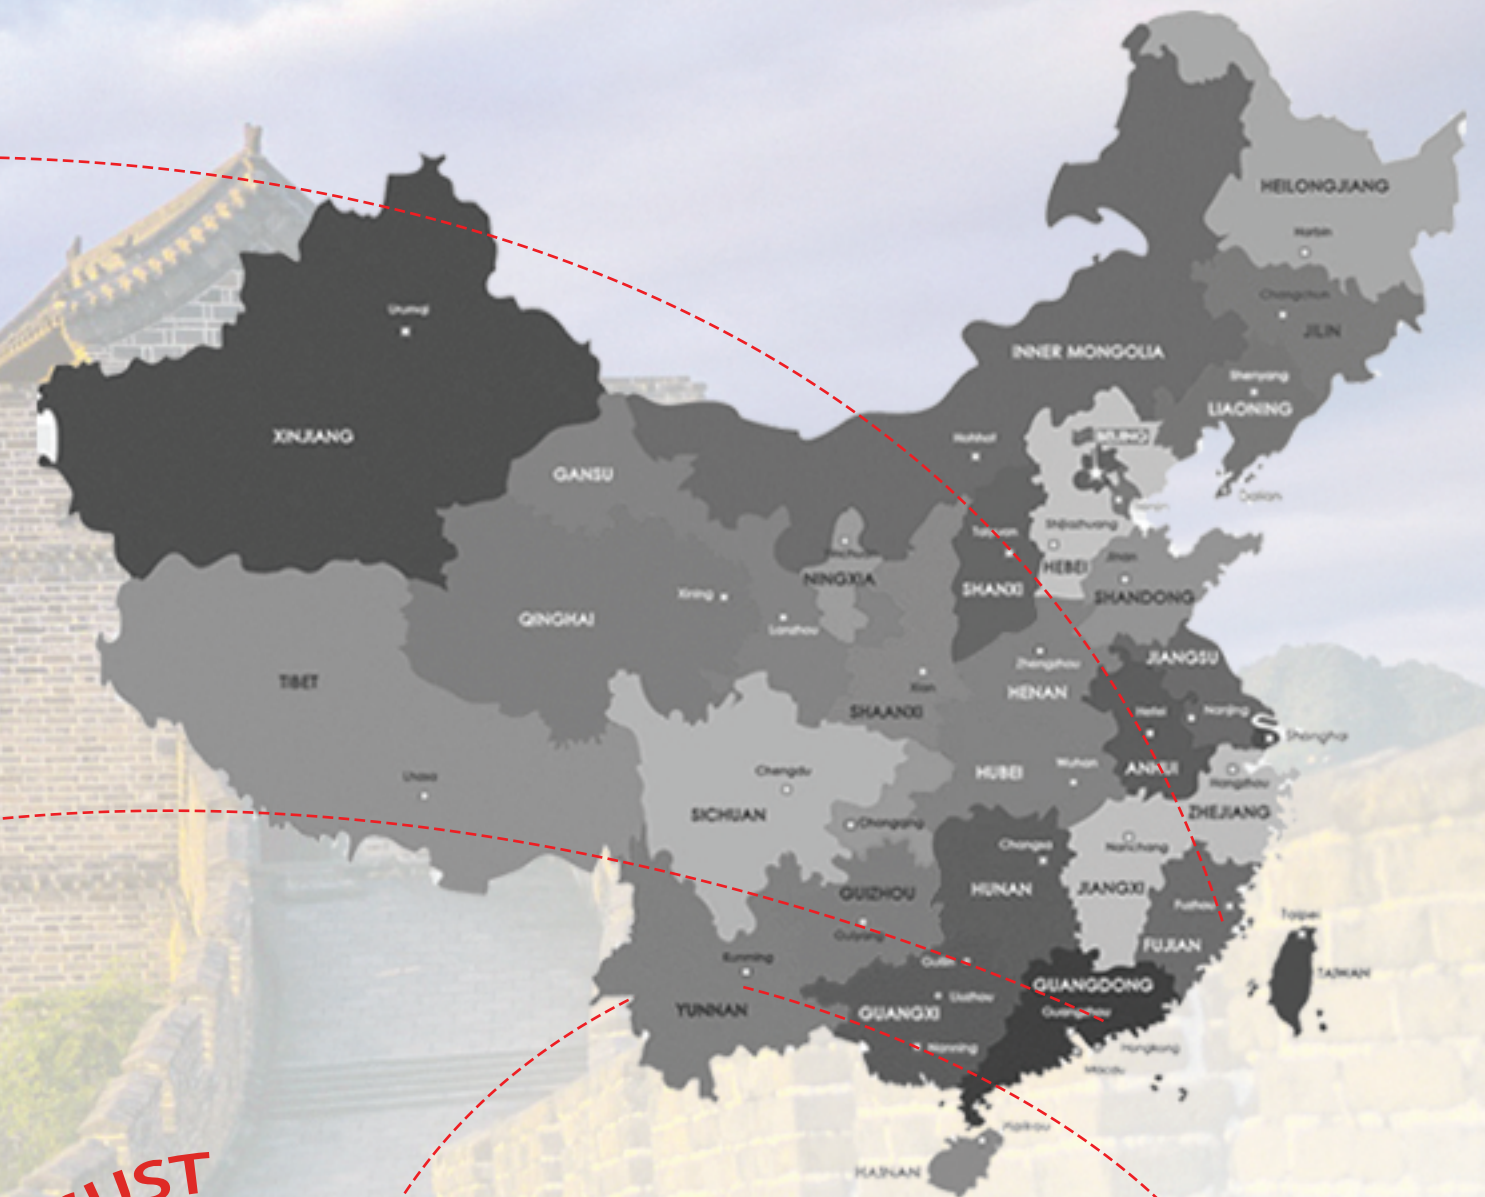 HEILONGJIANG
Harbin
Changchun
JILIN
Urumqi
INNER MONGOLIA
Shenyang
LIAONING
XINJIANG
Hohhot
BEIJING
GANSU
Dalian
Shijiazhuang
Taiyuan
Jinan
HEBEI
NINGXIA
SHANXI
SHANDONG
Xining
Lanzhou
QINGHAI
JIANGSU
Zhengzhou
TIBET
Xian
HENAN
SHAANXI
Hefei
Nanjing
Shanghai
Lhasa
Chengdu
HUBEI
Wuhan
ANHUI
Hangzhou
SICHUAN
Chongqing
ZHEJIANG
Changsa
Nanchang
GUIZHOU
HUNAN
JIANGXI
Fuzhou
Taipei
Guiyang
FUJIAN
Kunming
Guilin
TAIWAN
GUANGDONG
Liuzhou
YUNNAN
GUANGXI
Guangzhou
Nanning
Hongkong
Macau
Haikou
HAINAN
UST